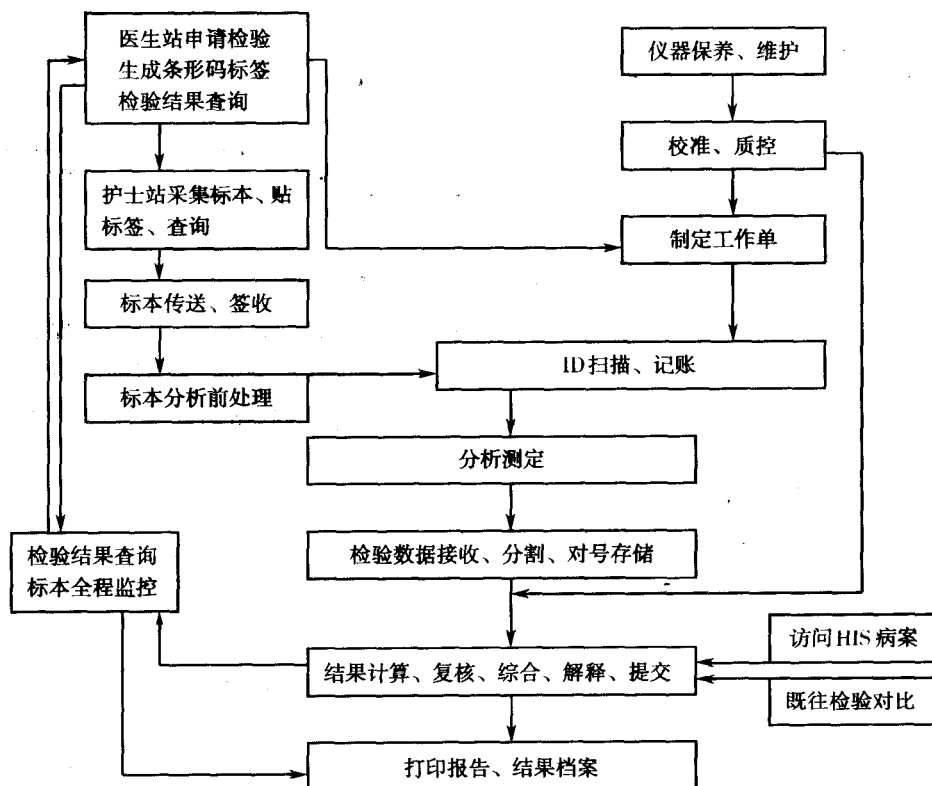 医生站申请检验
生成条形码标签
检验结果查询
仪器保养、维护
校准、质控
护士站采集标本、贴
标签、查询
制定工作单
标本传送、签收
ID扫描、记账
标本分析前处理
分析测定
检验结果查询
标本全程监控
检验数据接收、分割、对号存储
访问HIS病案
结果计算、复核、综合、解释、提交
既往检验对比
打印报告、结果档案